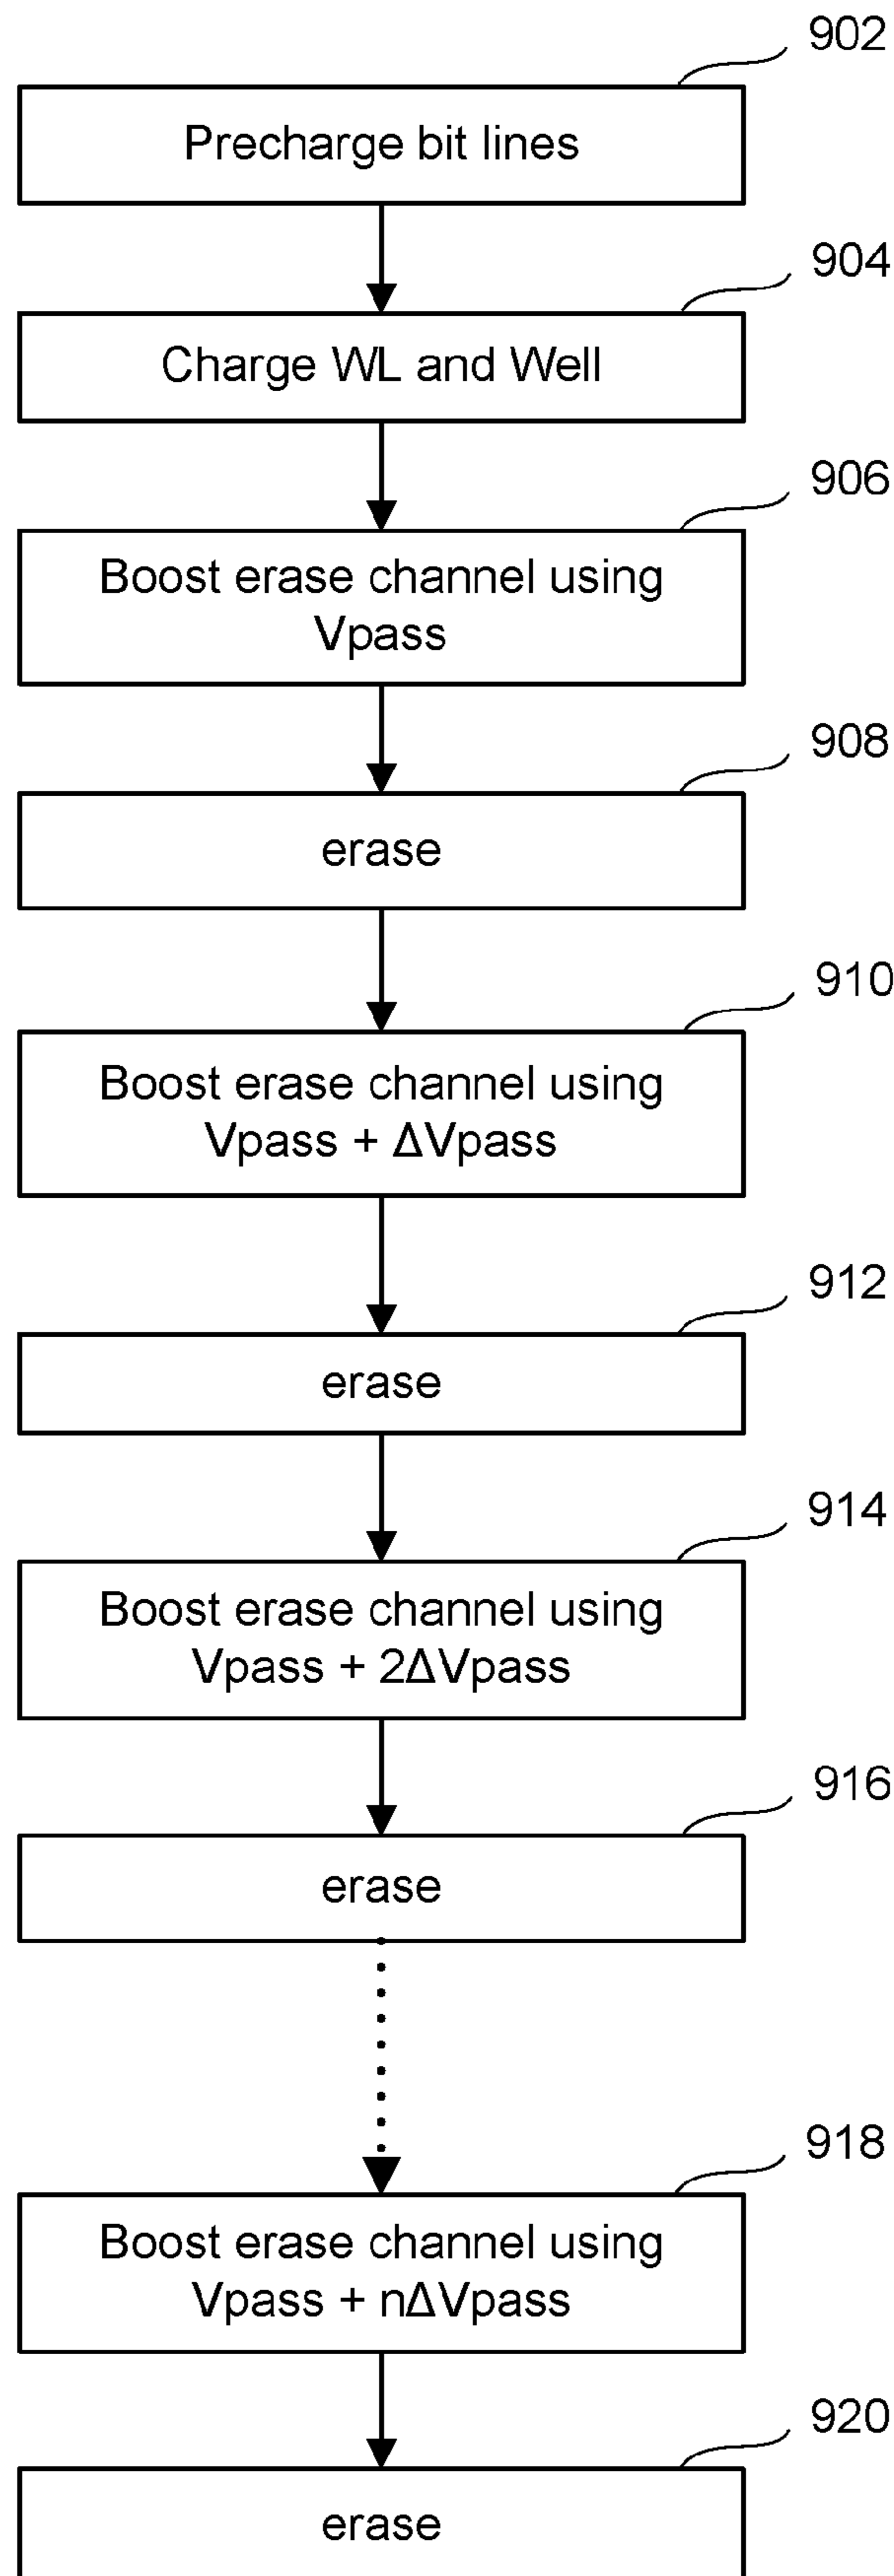 902
Precharge bit lines
904
Charge WL and Well
906
Boost erase channel using
Vpass
908
erase
910
Boost erase channel using
Vpass + ΔVpass
912
erase
914
Boost erase channel using
Vpass + 2ΔVpass
916
erase
918
Boost erase channel using
Vpass + nΔVpass
920
erase